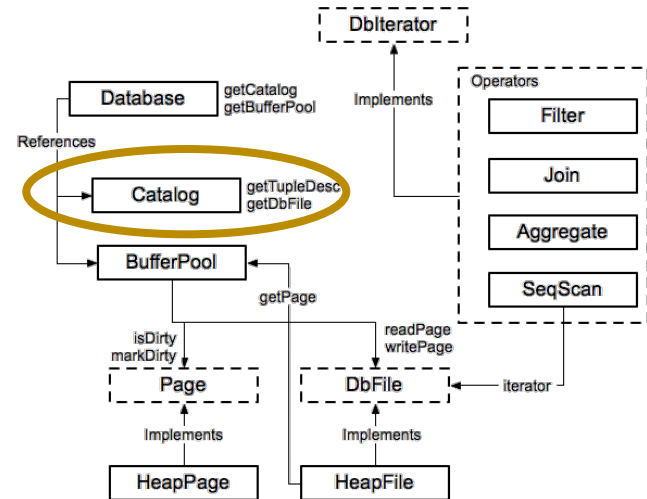 DbIterator
Operators
Database
getCatalog
getBufferPool
Implements
Filter
References
Join
Catalog
getTupleDesc
getDbFile
Aggregate
BufferPool
SeqScan
getPage
isDirty
markDirty
readPage
writePage
Page
DbFile
iterator
Implements
Implements
HeapPage
HeapFile